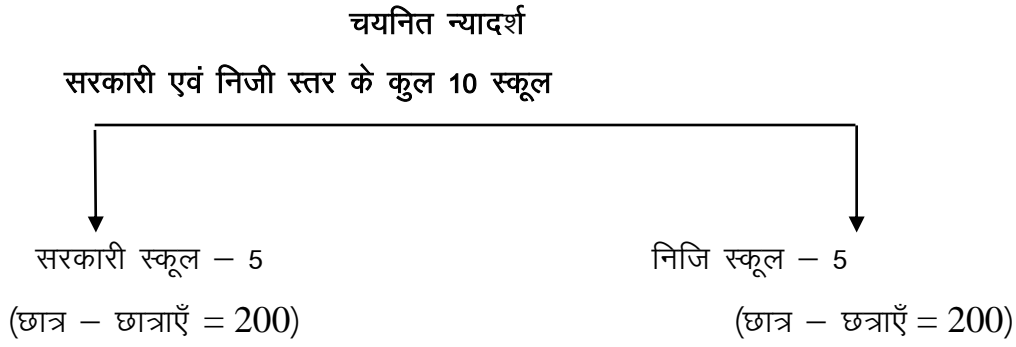 चयनित न्यादर्श
सरकारी एवं निजी स्तर के कुल 10 स्कूल
सरकारी स्कूल – 5 निजि स्कूल – 5
(छात्र – छात्राएँ = 200) (छात्र – छत्राएँ = 200)